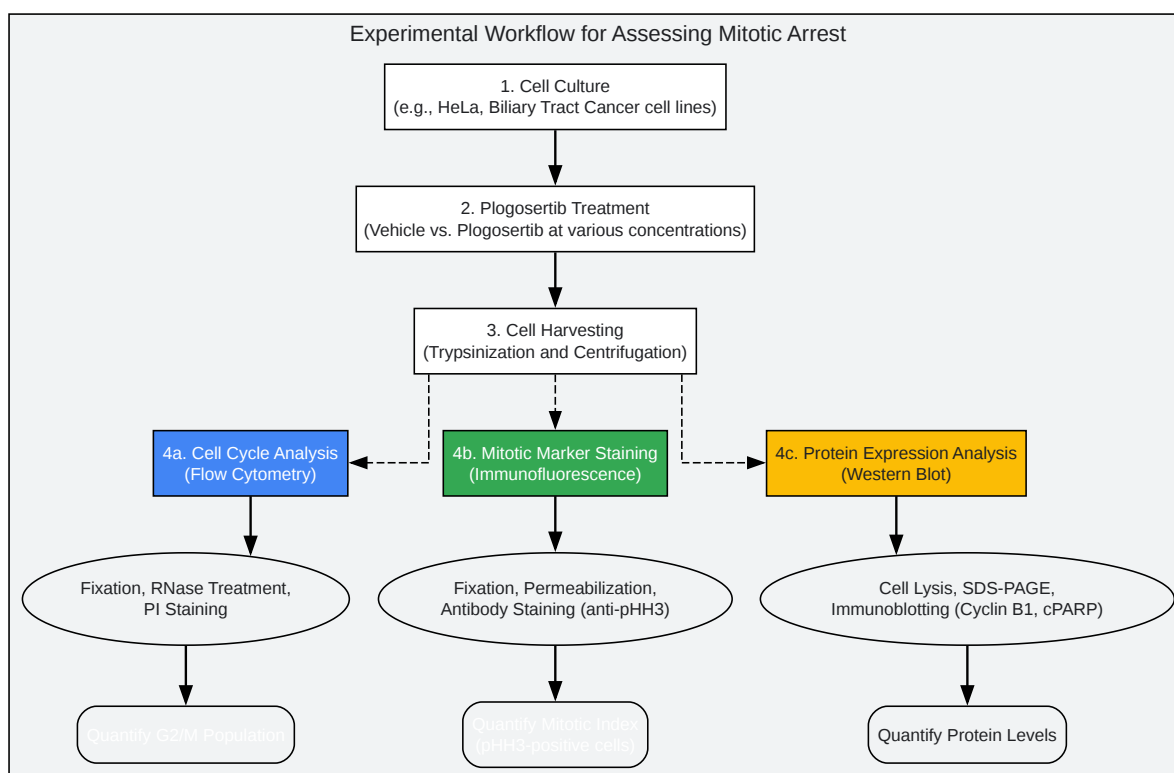 Experimental Workflow for Assessing Mitotic Arrest
1. Cell Culture
(e.g., HeLa, Biliary Tract Cancer cell lines)
2. Plogosertib Treatment
(Vehicle vs. Plogosertib at various concentrations)
3. Cell Harvesting
(Trypsinization and Centrifugation)
4a. Cell Cycle Analysis
(Flow Cytometry)
4b. Mitotic Marker Staining
(Immunofluorescence)
4c. Protein Expression Analysis
(Western Blot)
Fixation, RNase Treatment,
PI Staining
Fixation, Permeabilization,
Antibody Staining (anti-pHH3)
Cell Lysis, SDS-PAGE,
Immunoblotting (Cyclin B1, cPARP)
Quantify G2/M Population
Quantify Mitotic Index
(pHH3-positive cells)
Quantify Protein Levels